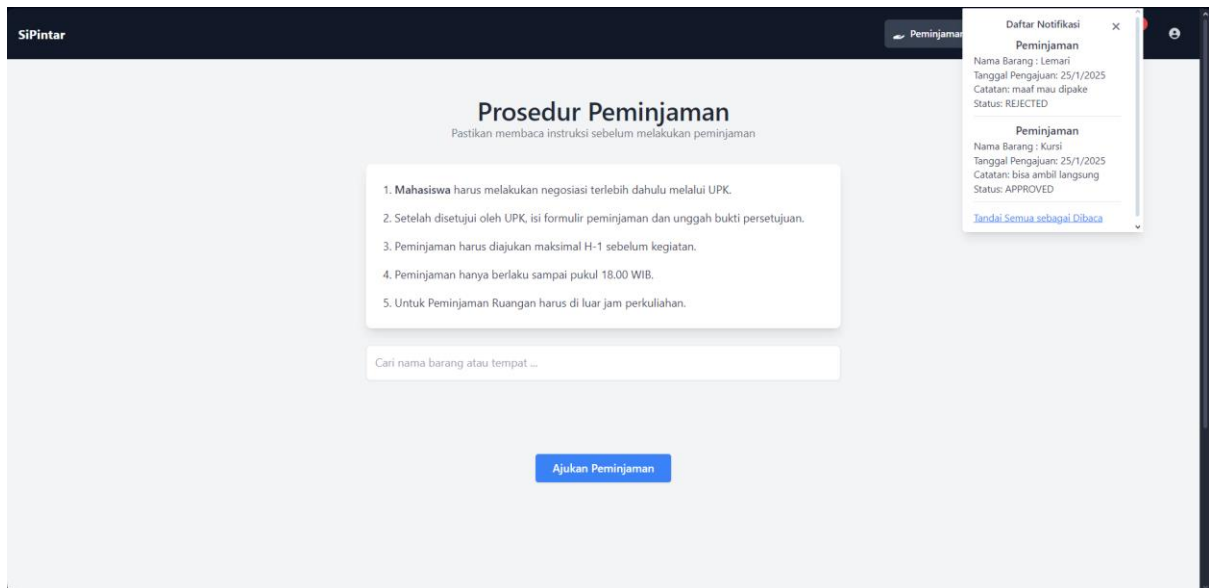 SiPintar
Daftar Notifikasi
Peminjaman
Nama Barang : Lemari
Tanggal Pengajuan: 25/1/2025
Catatan: maaf mau dipake
Status: REJECTED
Peminjaman
Nama Barang : Kursi
Tanggal Pengajuan: 25/1/2025
Catatan: bisa ambil langsung
Status: APPROVED
Tandai Semua sebagai Dibaca
Prosedur Peminjaman
Pastikan membaca instruksi sebelum melakukan peminjaman
1. Mahasiswa harus melakukan negosiasi terlebih dahulu melalui UPK.
2. Setelah disetujui oleh UPK, isi formulir peminjaman dan unggah bukti persetujuan.
3. Peminjaman harus diajukan maksimal H-1 sebelum kegiatan.
4. Peminjaman hanya berlaku sampai pukul 18.00 WIB.
5. Untuk Peminjaman Ruangan harus di luar jam perkuliahan.
Cari nama barang atau tempat ...
Ajukan Peminjaman